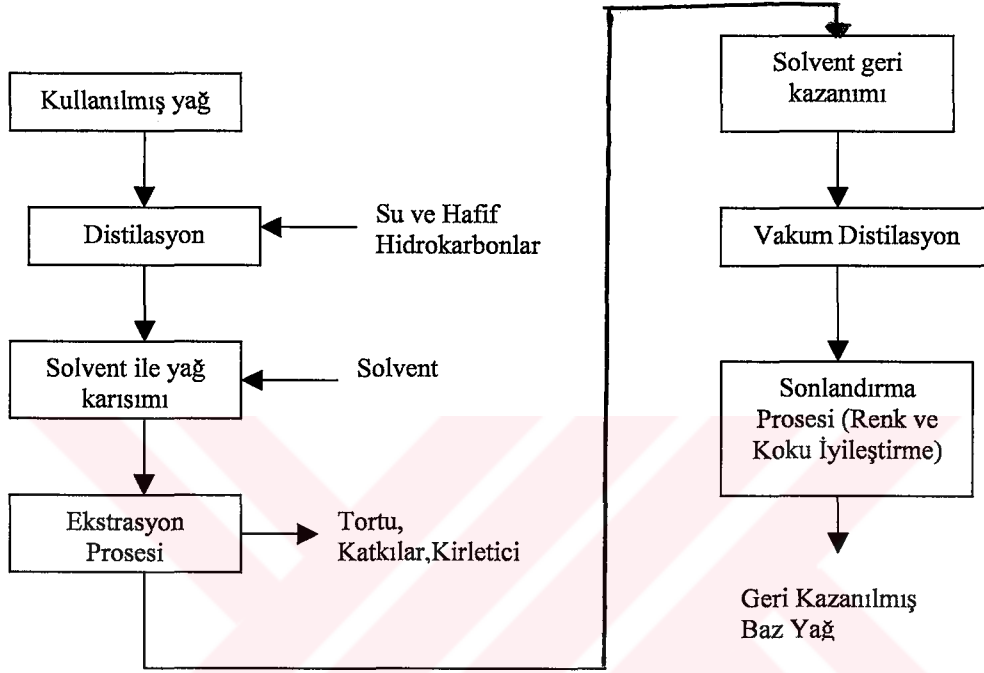 Kullanılmış yağ
Distilasyon
Su ve Hafif
Hidrokarbonlar
Solvent ile yağ
karısımı
Solvent
Ekstrasyon
Prosesi
Tortu,
Katkılar,Kirletici
Solvent geri
kazanımı
Vakum Distilasyon
Sonlandırma
Prosesi (Renk ve
Koku İyileştirme)
Geri Kazanılmış
Baz Yağ